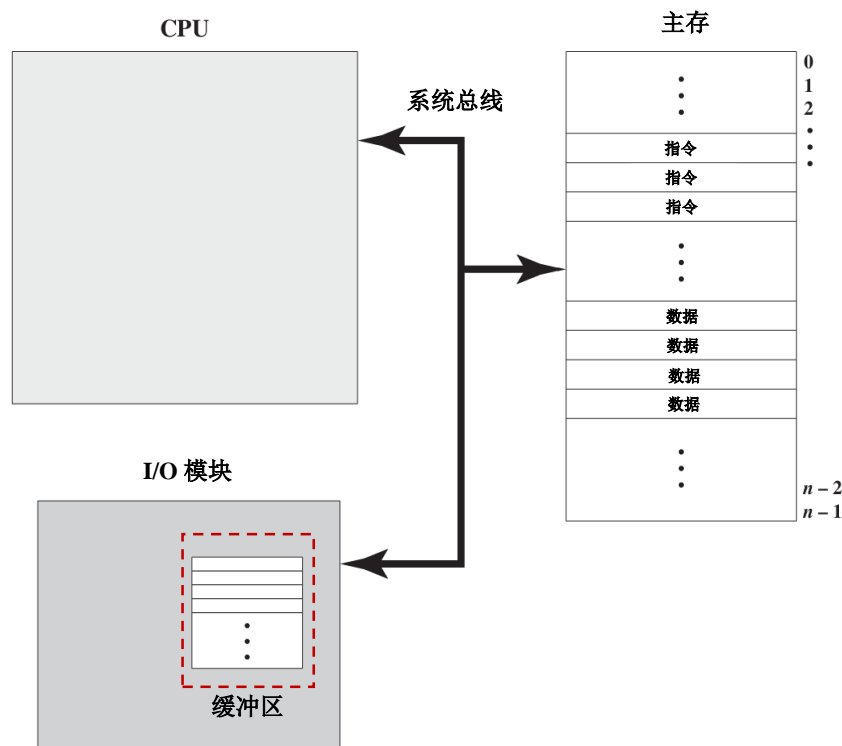 CPU
主存
系统总线
0
1
2
指令
指令
指令
数据
数据
数据
数据
n – 2
n – 1
I/O 模块
缓冲区